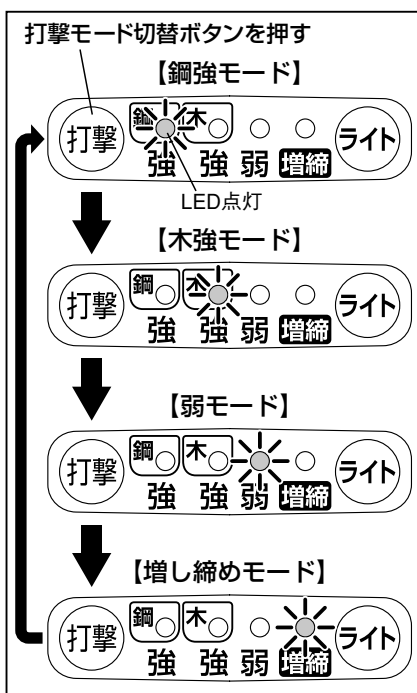 打撃モード切替ボタンを押す
【鋼強モード】
打撃 鋼 木 ライト
強 強 弱 増締
LED点灯
【木強モード】
打撃 鋼 木 ライト
強 強 弱 増締
【弱モード】
打撃 鋼 木 ライト
強 強 弱 増締
【増し締めモード】
打撃 鋼 木 ライト
強 強 弱 増締